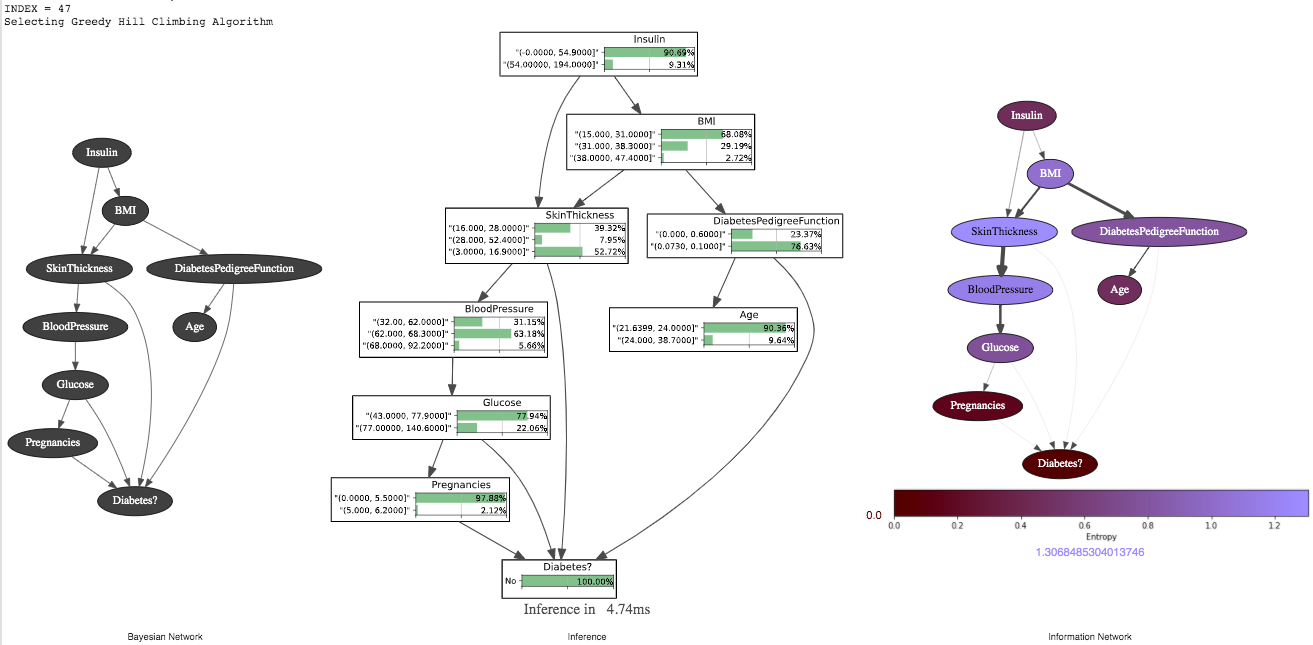 INDEX = 47
Selecting Greedy Hill Climbing Algorithm
Insulin
BMI
SkinThickness
DiabetesPedigreeFunction
BloodPressure
Age
Glucose
Pregnancies
Diabetes?
Bayesian Network
Insulin
"(-0.0000, 54.9000]" 90.69%
"(54.00000, 194.0000]" 9.31%
BMI
"(15.000, 31.0000]" 68.08%
"(31.000, 38.3000]" 29.19%
"(38.0000, 47.4000]" 2.72%
SkinThickness
"(16.000, 28.0000]" 39.32%
"(28.000, 52.4000]" 7.95%
"(3.0000, 16.9000]" 52.72%
DiabetesPedigreeFunction
"(0.000, 0.6000]" 23.37%
"(0.0730, 0.1000]" 76.63%
BloodPressure
"(32.00, 62.0000]" 31.15%
"(62.000, 68.3000]" 63.18%
"(68.0000, 92.2000]" 5.66%
Age
"(21.6399, 24.0000]" 90.36%
"(24.000, 38.7000]" 9.64%
Glucose
"(43.0000, 77.9000]" 77.94%
"(77.00000, 140.6000]" 22.06%
Pregnancies
"(0.0000, 5.5000]" 97.88%
"(5.000, 6.2000]" 2.12%
Diabetes?
No 100.00%
Inference in 4.74ms
Inference
Insulin
BMI
SkinThickness
DiabetesPedigreeFunction
BloodPressure
Age
Glucose
Pregnancies
Diabetes?
0.0
0.0 0.2 0.4 0.6 0.8 1.0 1.2
Entropy
1.3068485304013746
Information Network